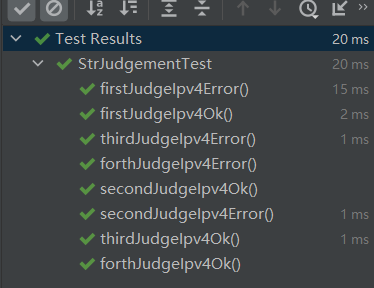 Test Results 20 ms
StrJudgementTest 20 ms
firstJudgeIpv4Error() 15 ms
firstJudgeIpv4Ok() 2 ms
thirdJudgeIpv4Error() 1 ms
forthJudgeIpv4Error()
secondJudgeIpv4Ok()
secondJudgeIpv4Error() 1 ms
thirdJudgeIpv4Ok() 1 ms
forthJudgeIpv4Ok()